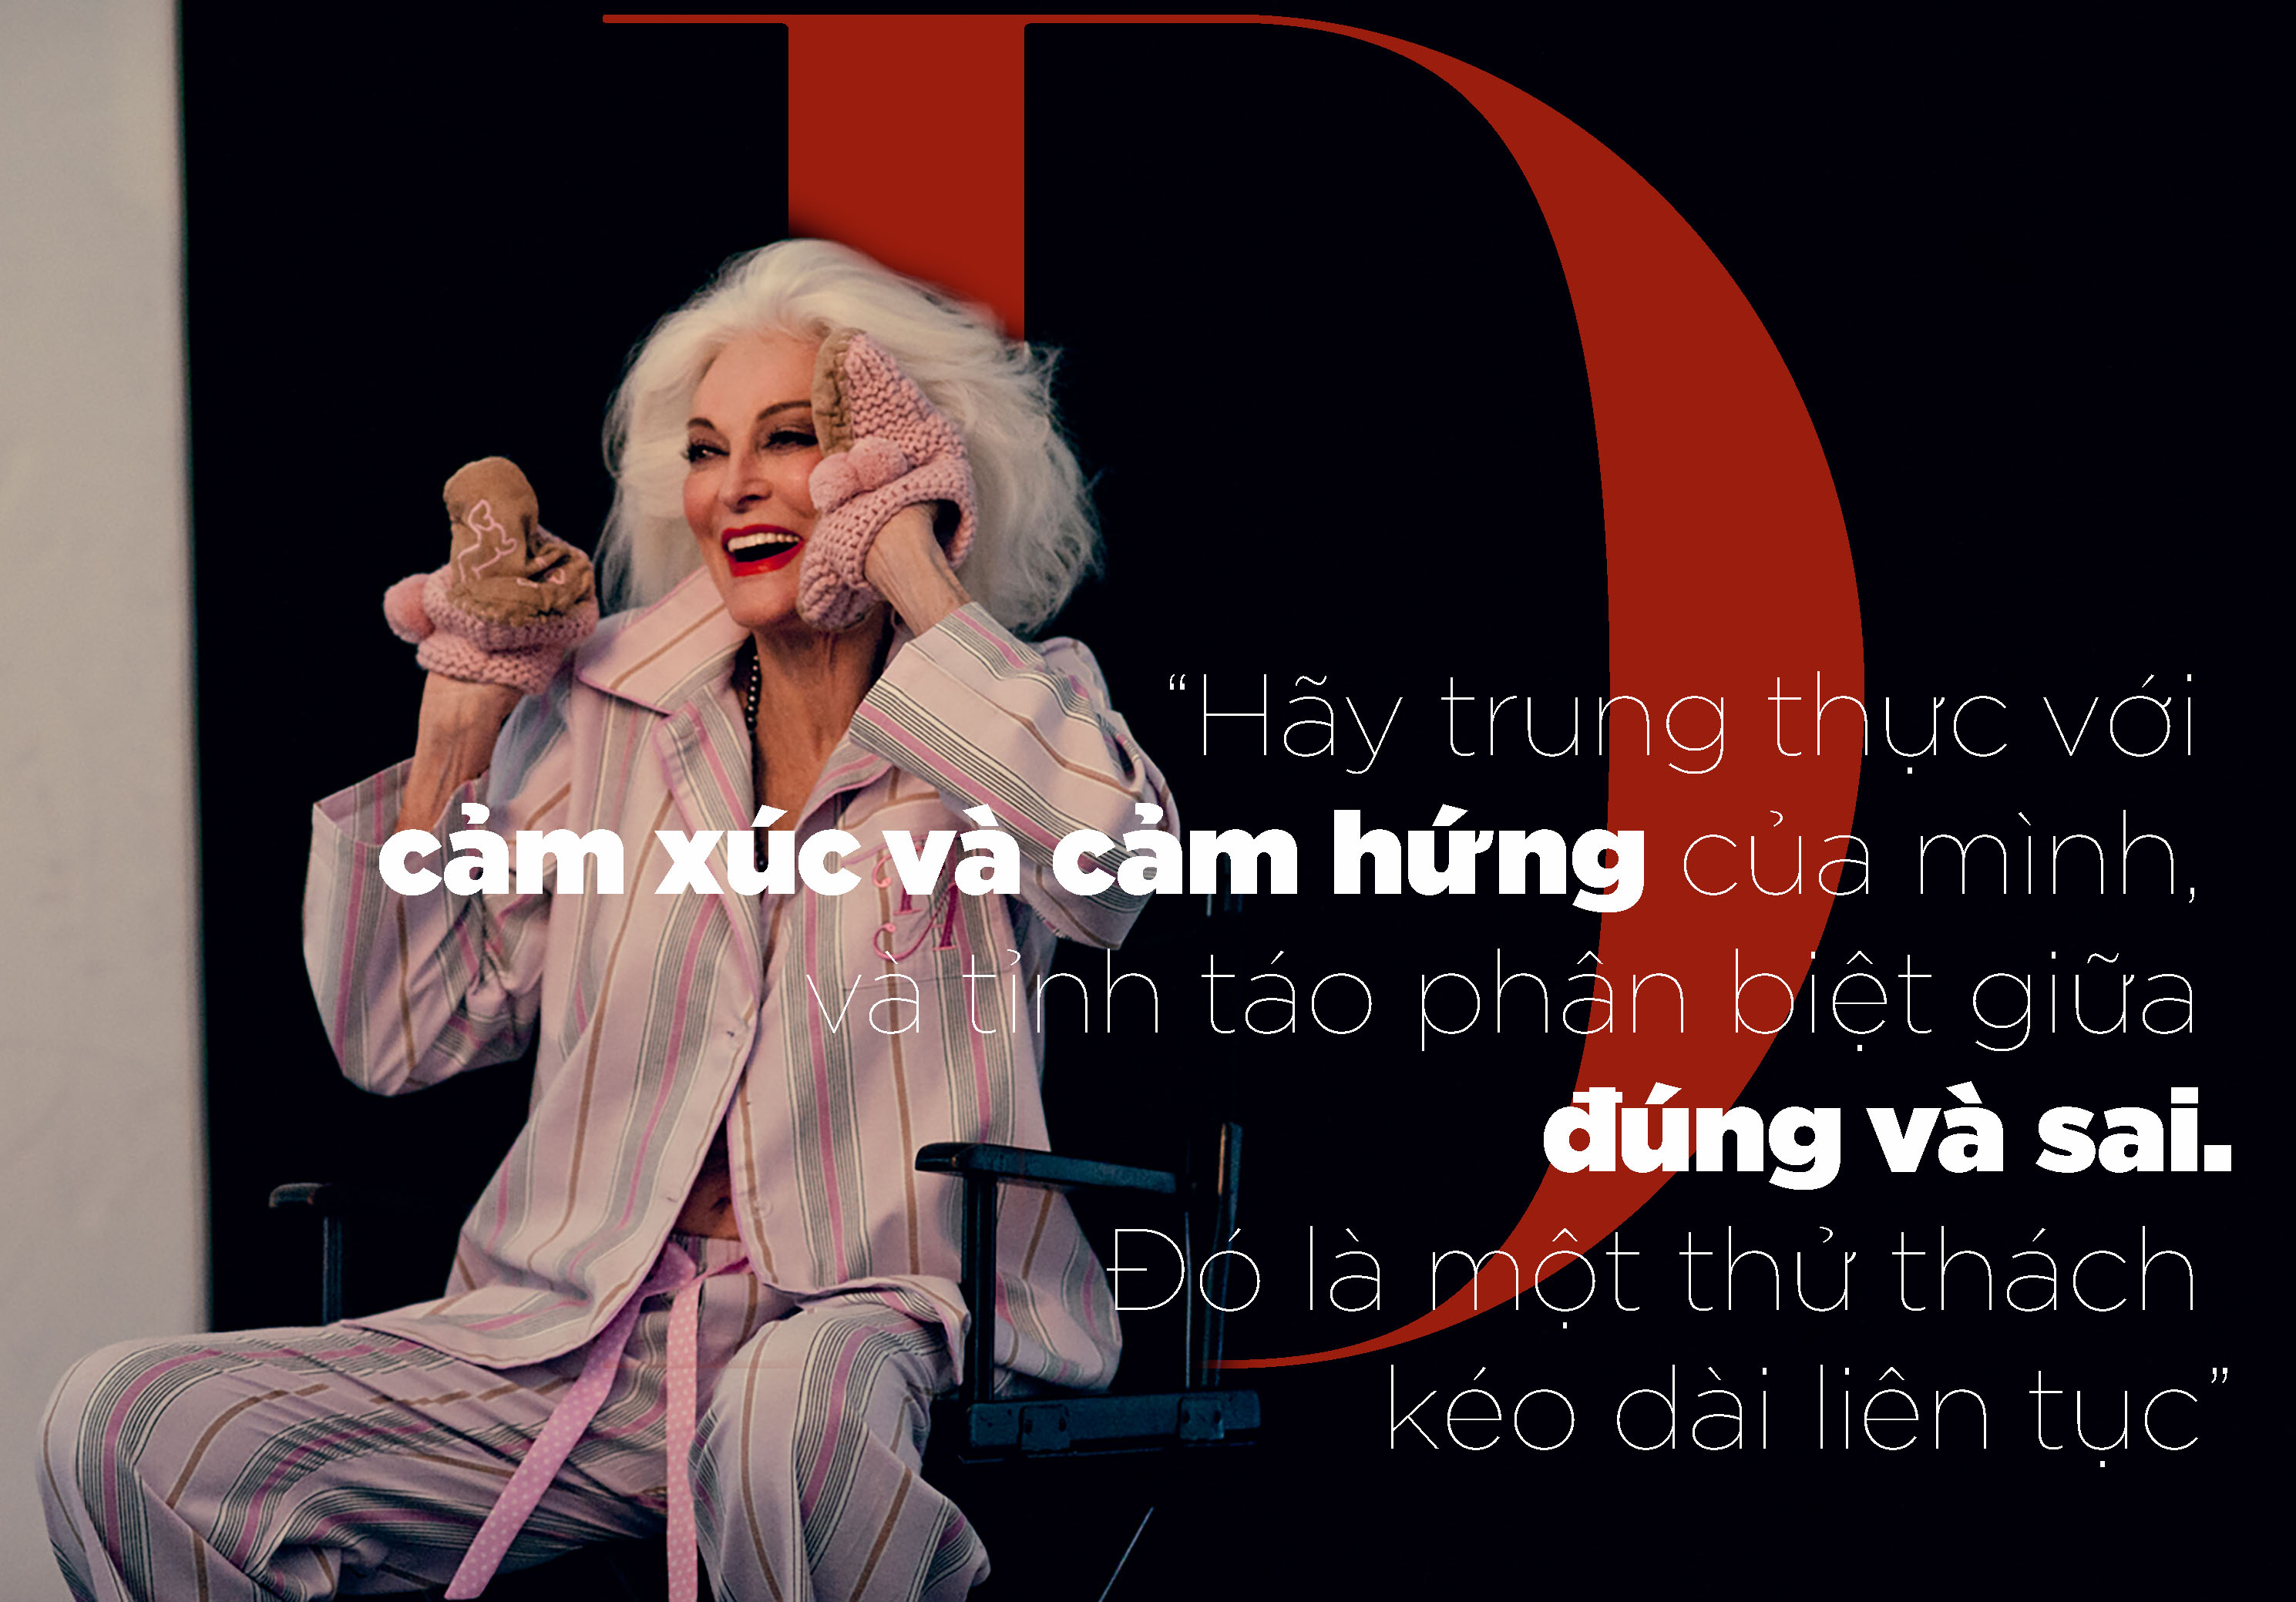 D
“Hãy trung thực với
cảm xúc và cảm hứng của mình,
và tỉnh táo phân biệt giữa
đúng và sai.
Đó là một thử thách
kéo dài liên tục”